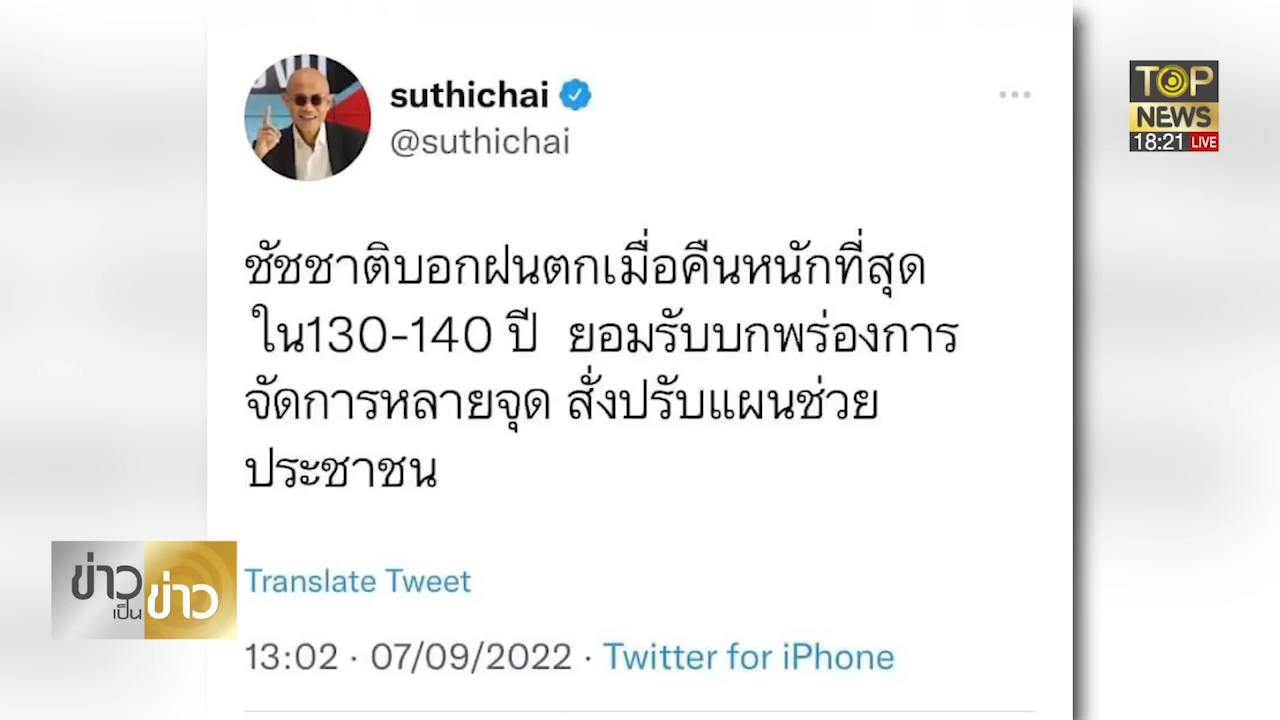 suthichai
@suthichai
TOP
NEWS
18:21 LIVE
ชัชชาติบอกฝนตกเมื่อคืนหนักที่สุด
ใน130-140 ปี  ยอมรับบกพร่องการ
จัดการหลายจุด สั่งปรับแผนช่วย
ประชาชน
ข่าว
เป็น
ข่าว
Translate Tweet
13:02 · 07/09/2022 · Twitter for iPhone